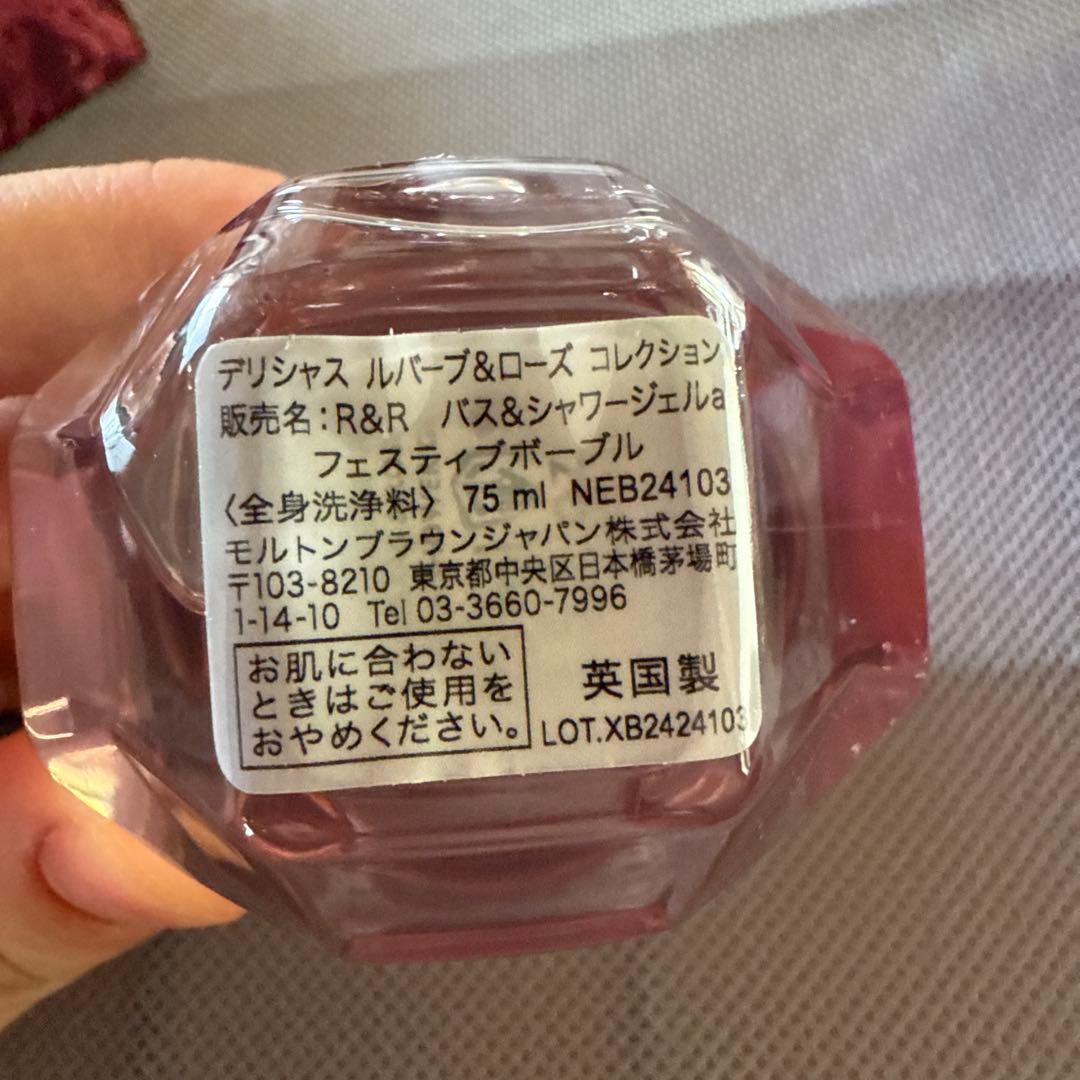 デリシャス ルバーブ&ローズ コレクション
販売名：R&R　バス&シャワージェルa
フェスティブボーブル
〈全身洗浄料〉 75 ml NEB24103
モルトンブラウンジャパン株式会社
〒103-8210 東京都中央区日本橋茅場町
1-14-10 Tel 03-3660-7996
お肌に合わない
ときはご使用を
おやめください。
英国製
LOT.XB2424103